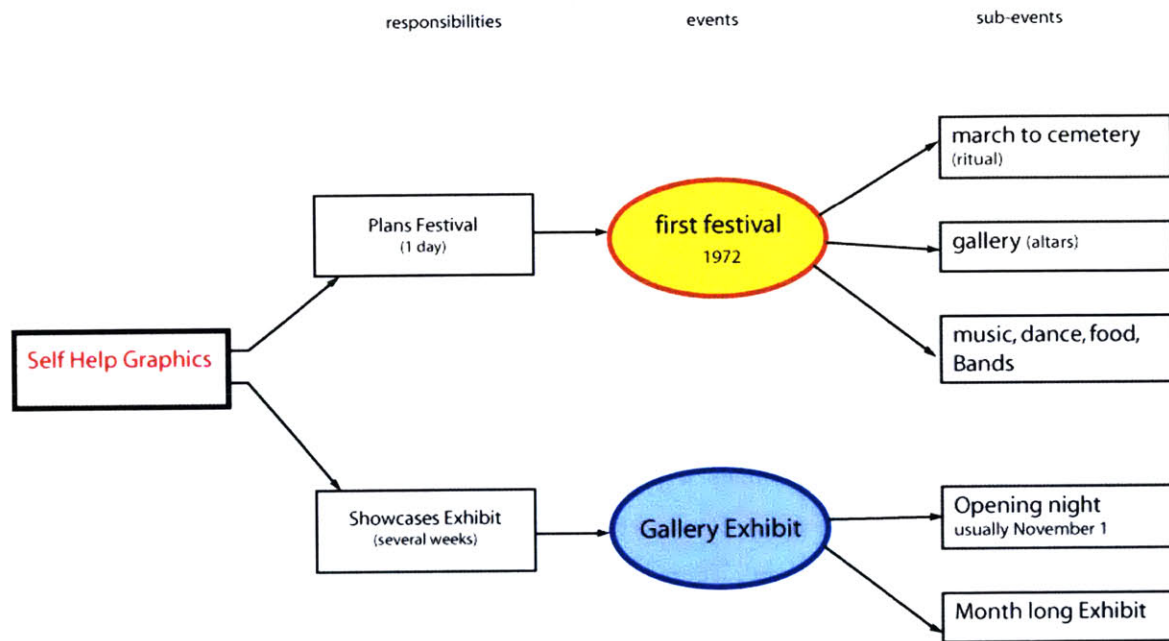 responsibilities
events
sub-events
march to cemetery
(ritual)
Plans Festival
(1 day)
first festival
1972
gallery (altars)
music, dance, food,
Bands
Self Help Graphics
Showcases Exhibit
(several weeks)
Gallery Exhibit
Opening night
usually November 1
Month long Exhibit